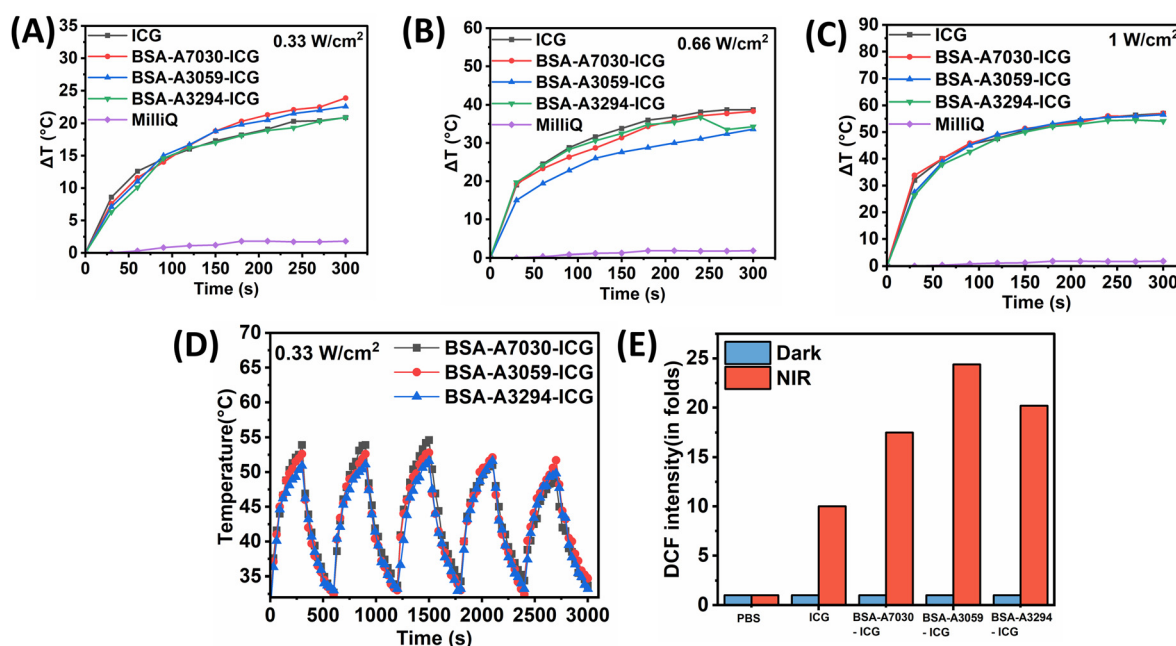 (A)
ICG
BSA-A7030-ICG
BSA-A3059-ICG
BSA-A3294-ICG
MilliQ
0.33 W/cm²
ΔT (°C)
35
30
25
20
15
10
5
0
0 50 100 150 200 250 300
Time (s)
(B)
ICG
BSA-A7030-ICG
BSA-A3059-ICG
BSA-A3294-ICG
MilliQ
0.66 W/cm²
ΔT (°C)
60
50
40
30
20
10
0
0 50 100 150 200 250 300
Time (s)
(C)
ICG
BSA-A7030-ICG
BSA-A3059-ICG
BSA-A3294-ICG
MilliQ
1 W/cm²
ΔT (°C)
90
80
70
60
50
40
30
20
10
0
0 50 100 150 200 250 300
Time (s)
(D)
0.33 W/cm²
BSA-A7030-ICG
BSA-A3059-ICG
BSA-A3294-ICG
Temperature(°C)
70
65
60
55
50
45
40
35
0 500 1000 1500 2000 2500 3000
Time (s)
(E)
Dark
NIR
DCF intensity(in folds)
25
20
15
10
5
0
PBS ICG BSA-A7030 BSA-A3059 BSA-A3294
- ICG - ICG - ICG